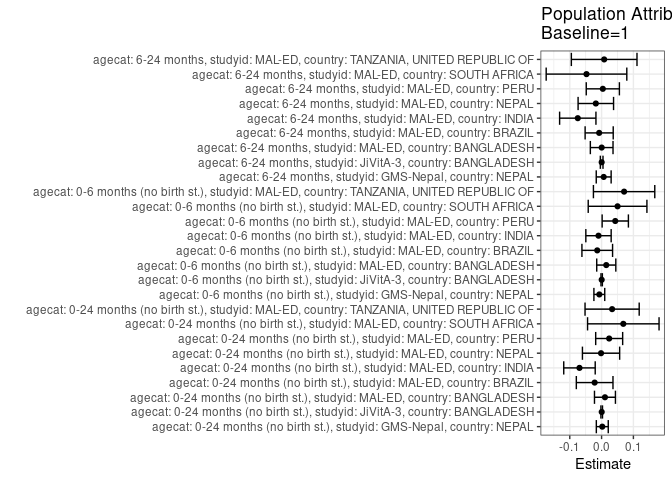 Population Attrib
Baseline=1
agecat: 6-24 months, studyid: MAL-ED, country: TANZANIA, UNITED REPUBLIC OF
agecat: 6-24 months, studyid: MAL-ED, country: SOUTH AFRICA
agecat: 6-24 months, studyid: MAL-ED, country: PERU
agecat: 6-24 months, studyid: MAL-ED, country: NEPAL
agecat: 6-24 months, studyid: MAL-ED, country: INDIA
agecat: 6-24 months, studyid: MAL-ED, country: BRAZIL
agecat: 6-24 months, studyid: MAL-ED, country: BANGLADESH
agecat: 6-24 months, studyid: JiVitA-3, country: BANGLADESH
agecat: 6-24 months, studyid: GMS-Nepal, country: NEPAL
agecat: 0-6 months (no birth st.), studyid: MAL-ED, country: TANZANIA, UNITED REPUBLIC OF
agecat: 0-6 months (no birth st.), studyid: MAL-ED, country: SOUTH AFRICA
agecat: 0-6 months (no birth st.), studyid: MAL-ED, country: PERU
agecat: 0-6 months (no birth st.), studyid: MAL-ED, country: INDIA
agecat: 0-6 months (no birth st.), studyid: MAL-ED, country: BRAZIL
agecat: 0-6 months (no birth st.), studyid: MAL-ED, country: BANGLADESH
agecat: 0-6 months (no birth st.), studyid: JiVitA-3, country: BANGLADESH
agecat: 0-6 months (no birth st.), studyid: GMS-Nepal, country: NEPAL
agecat: 0-24 months (no birth st.), studyid: MAL-ED, country: TANZANIA, UNITED REPUBLIC OF
agecat: 0-24 months (no birth st.), studyid: MAL-ED, country: SOUTH AFRICA
agecat: 0-24 months (no birth st.), studyid: MAL-ED, country: PERU
agecat: 0-24 months (no birth st.), studyid: MAL-ED, country: NEPAL
agecat: 0-24 months (no birth st.), studyid: MAL-ED, country: INDIA
agecat: 0-24 months (no birth st.), studyid: MAL-ED, country: BRAZIL
agecat: 0-24 months (no birth st.), studyid: MAL-ED, country: BANGLADESH
agecat: 0-24 months (no birth st.), studyid: JiVitA-3, country: BANGLADESH
agecat: 0-24 months (no birth st.), studyid: GMS-Nepal, country: NEPAL
-0.1 0.0 0.1
Estimate